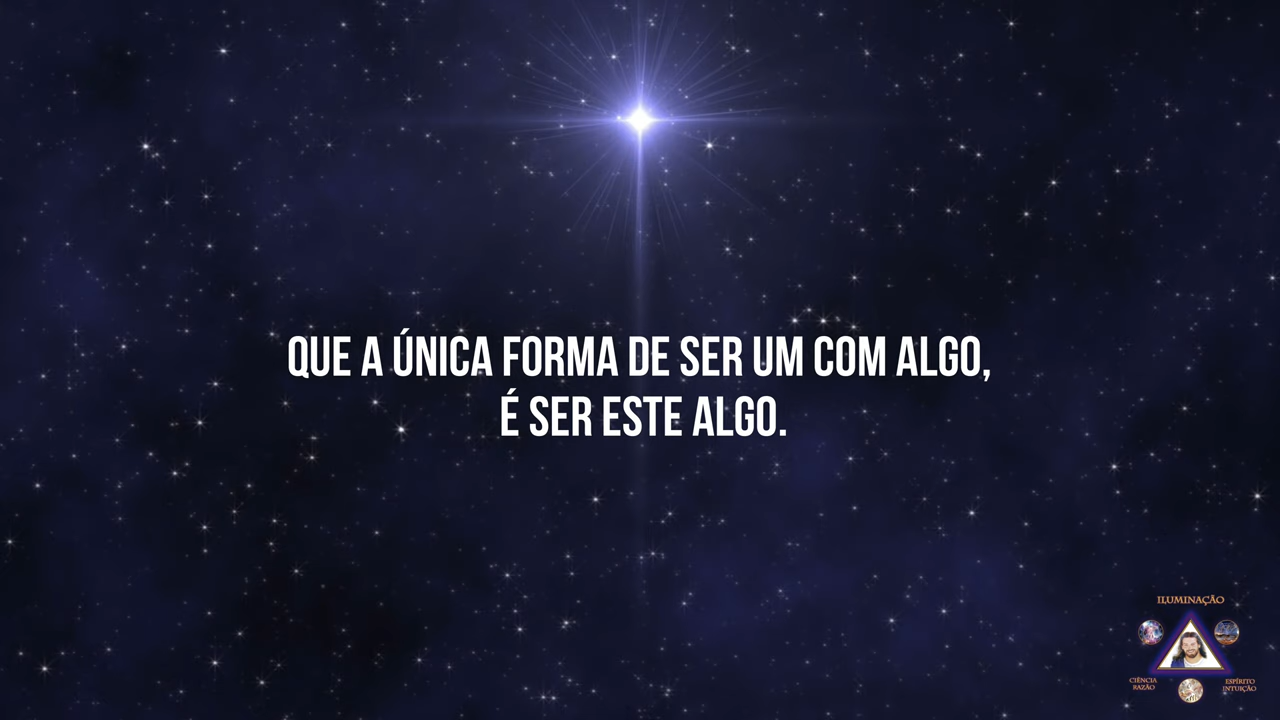 QUE A ÚNICA FORMA DE SER UM COM ALGO,
É SER ESTE ALGO.
ILUMINAÇÃO
CIÊNCIA
RAZÃO
ESPÍRITO
INTUIÇÃO